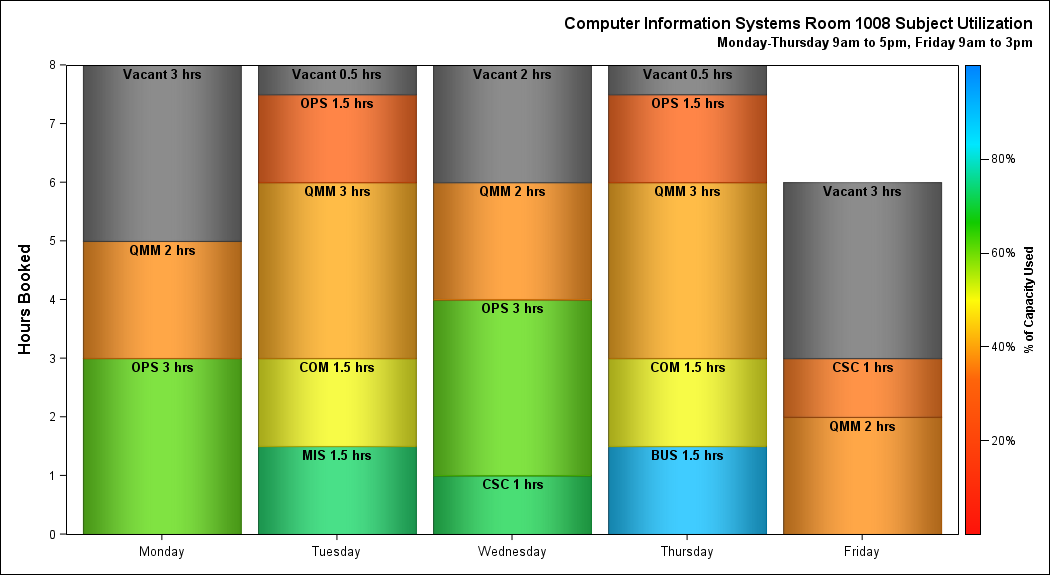 Computer Information Systems Room 1008 Subject Utilization
Monday-Thursday 9am to 5pm, Friday 9am to 3pm
Hours Booked
8
7
6
5
4
3
2
1
0
Vacant 3 hrs
QMM 2 hrs
OPS 3 hrs
Monday
Vacant 0.5 hrs
OPS 1.5 hrs
QMM 3 hrs
COM 1.5 hrs
MIS 1.5 hrs
Tuesday
Vacant 2 hrs
QMM 2 hrs
OPS 3 hrs
CSC 1 hrs
Wednesday
Vacant 0.5 hrs
OPS 1.5 hrs
QMM 3 hrs
COM 1.5 hrs
BUS 1.5 hrs
Thursday
Vacant 3 hrs
CSC 1 hrs
QMM 2 hrs
Friday
80%
60%
40%
20%
% of Capacity Used